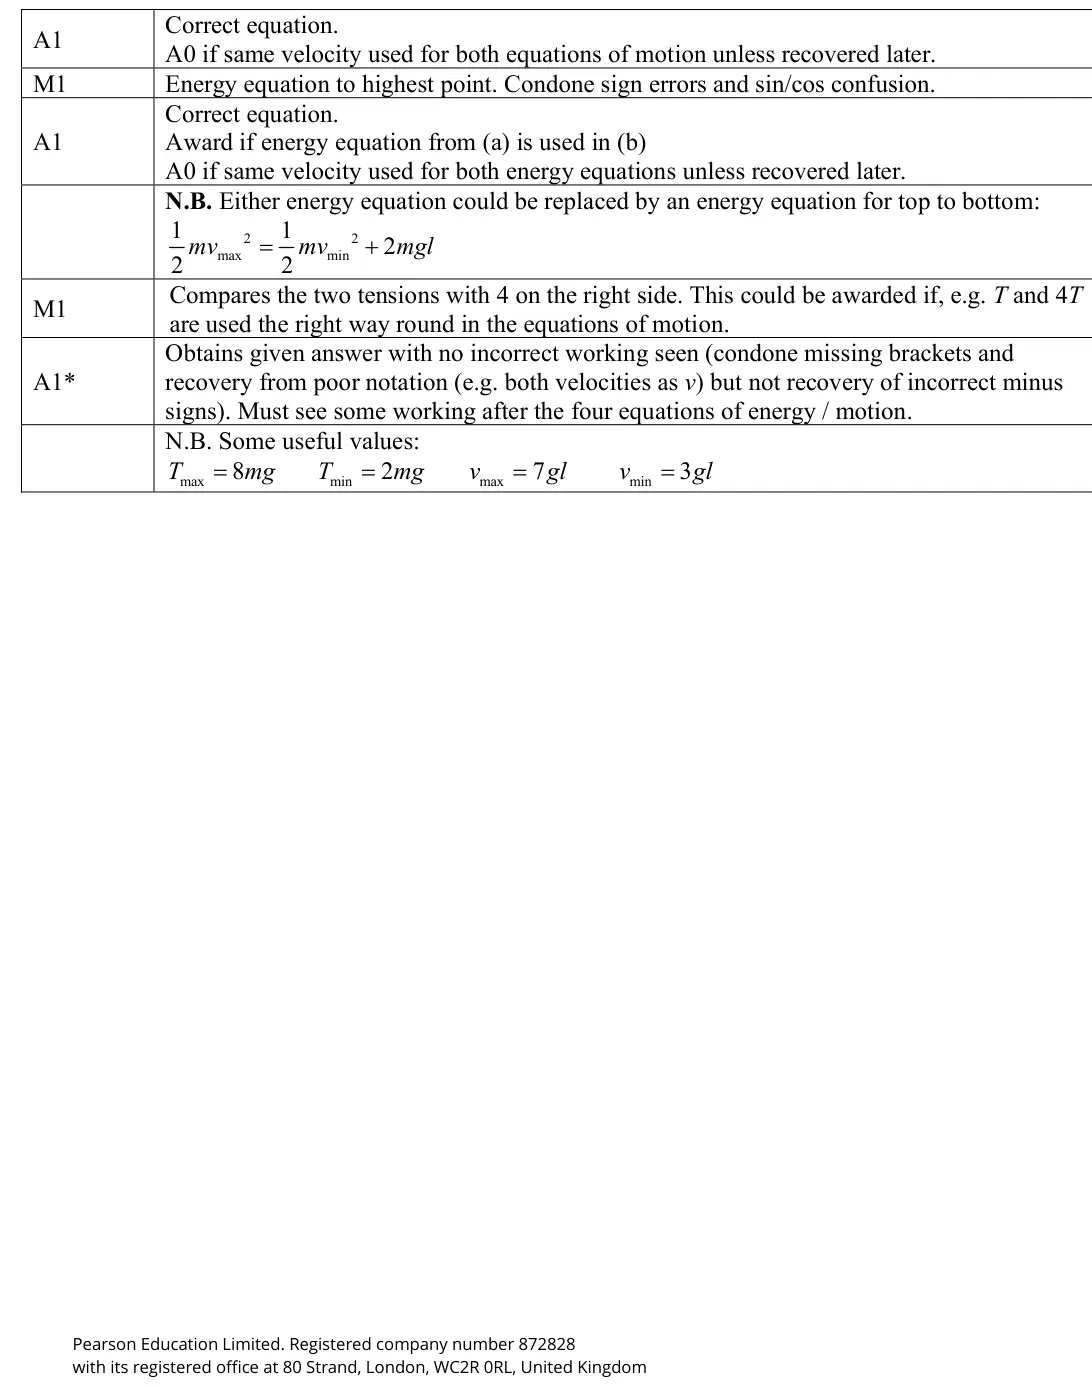 A1
Correct equation.
A0 if same velocity used for both equations of motion unless recovered later.
M1
Energy equation to highest point. Condone sign errors and sin/cos confusion.
A1
Correct equation.
Award if energy equation from (a) is used in (b)
A0 if same velocity used for both energy equations unless recovered later.
N.B. Either energy equation could be replaced by an energy equation for top to bottom:
1/2 mv_max² = 1/2 mv_min² + 2mgl
M1
Compares the two tensions with 4 on the right side. This could be awarded if, e.g. T and 4T
are used the right way round in the equations of motion.
A1*
Obtains given answer with no incorrect working seen (condone missing brackets and
recovery from poor notation (e.g. both velocities as v) but not recovery of incorrect minus
signs). Must see some working after the four equations of energy / motion.
N.B. Some useful values:
T_max = 8mg T_min = 2mg v_max = 7gl v_min = 3gl
Pearson Education Limited. Registered company number 872828
with its registered office at 80 Strand, London, WC2R 0RL, United Kingdom